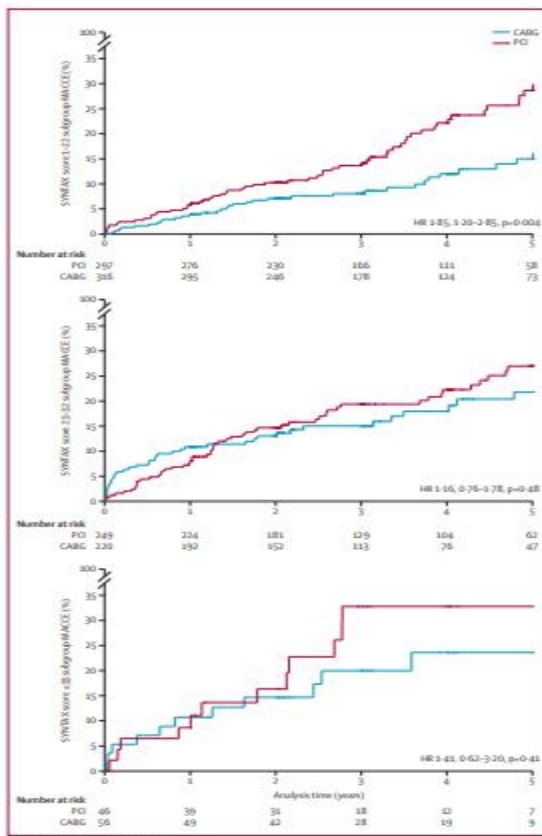 CABG
PCI
SYNTAX score 1–22 subgroup MACCE (%)
100
35
30
25
20
15
10
5
0
HR 1·85, 1·20–2·85, p=0·004
0 1 2 3 4 5
Number at risk
PCI 297 276 230 166 111 58
CABG 316 295 246 178 124 73
SYNTAX score 23–32 subgroup MACCE (%)
100
35
30
25
20
15
10
5
0
HR 1·16, 0·76–1·78, p=0·48
0 1 2 3 4 5
Number at risk
PCI 249 224 181 129 104 62
CABG 220 192 152 113 76 47
SYNTAX score ≥33 subgroup MACCE (%)
100
35
30
25
20
15
10
5
0
HR 1·41, 0·62–3·20, p=0·41
0 1 2 3 4 5
Analysis time (years)
Number at risk
PCI 46 39 31 18 12 7
CABG 56 49 42 28 19 9